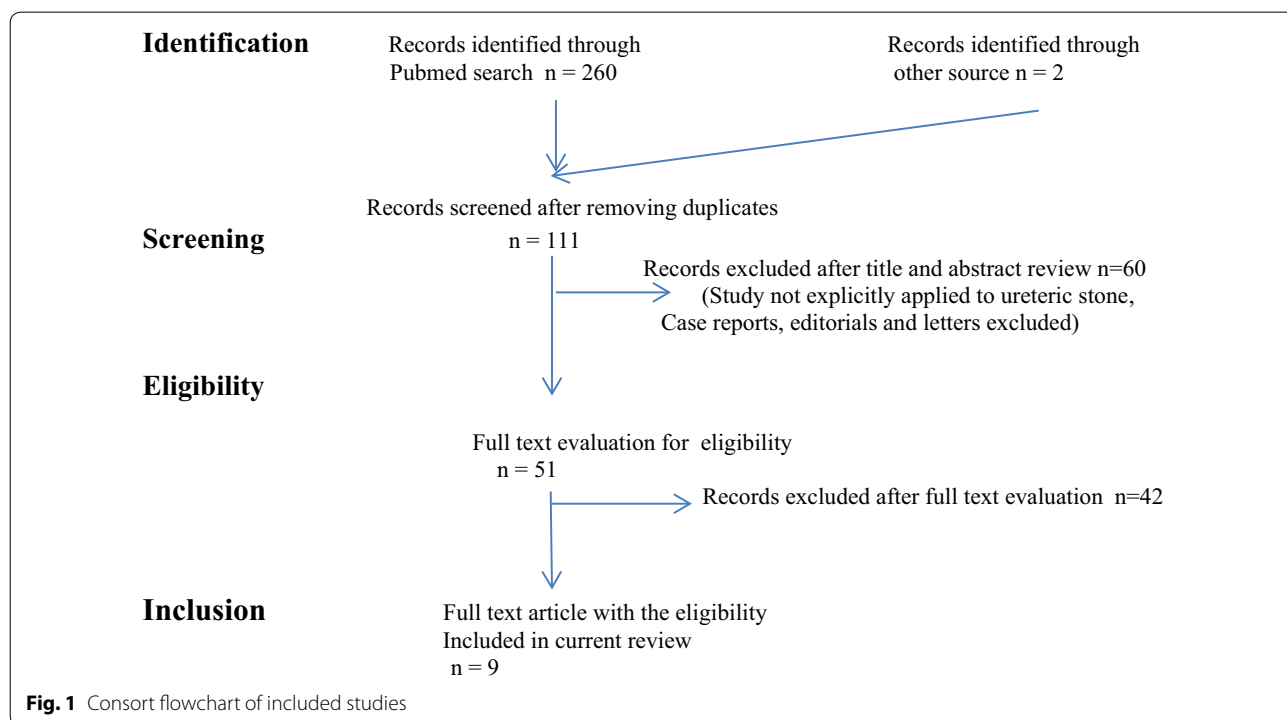 Identification
Records identified through
Pubmed search n = 260
Records identified through
other source n = 2
Records screened after removing duplicates
n = 111
Screening
Records excluded after title and abstract review n=60
(Study not explicitly applied to ureteric stone,
Case reports, editorials and letters excluded)
Eligibility
Full text evaluation for eligibility
n = 51
Records excluded after full text evaluation n=42
Inclusion
Full text article with the eligibility
Included in current review
n = 9
Fig. 1 Consort flowchart of included studies